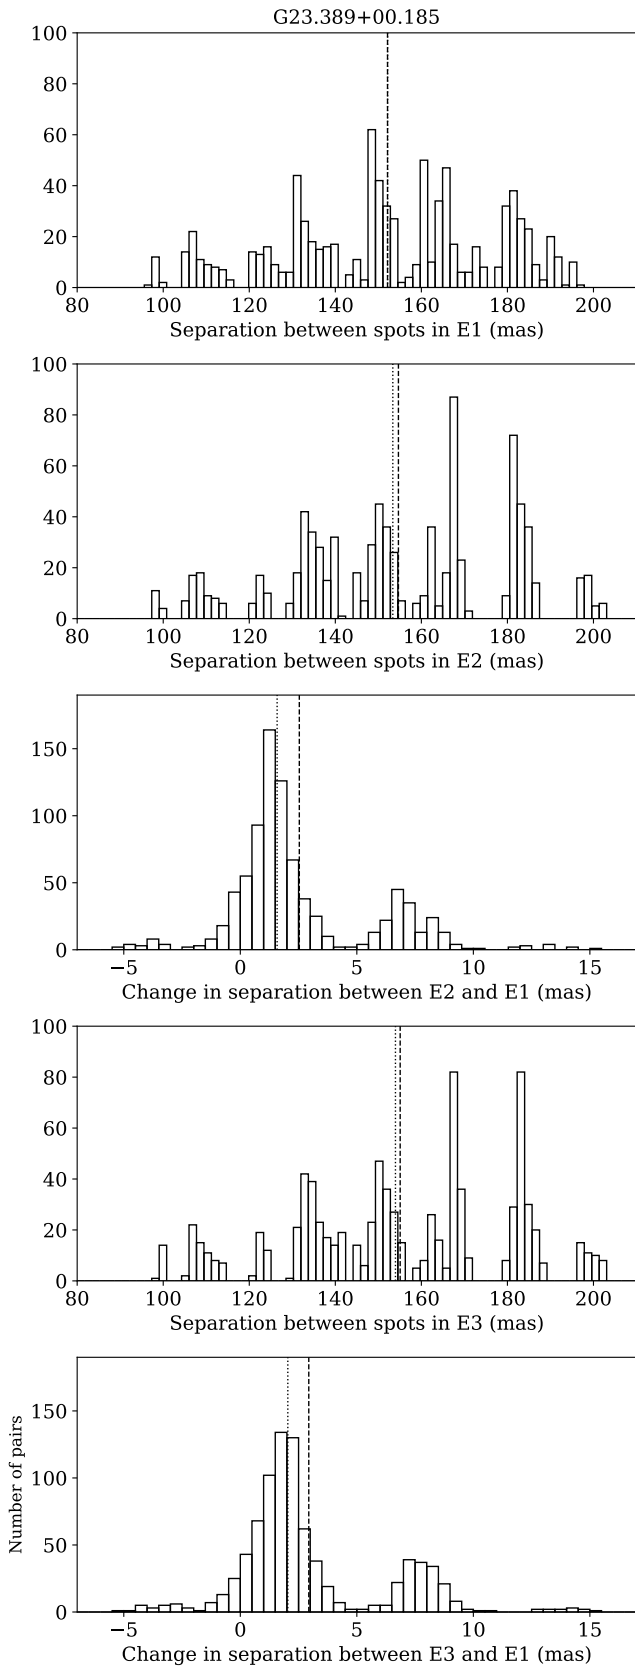 G23.389+00.185
100
80
60
40
20
0
80 100 120 140 160 180 200
Separation between spots in E1 (mas)
100
80
60
40
20
0
80 100 120 140 160 180 200
Separation between spots in E2 (mas)
150
100
50
0
−5 0 5 10 15
Change in separation between E2 and E1 (mas)
100
80
60
40
20
0
80 100 120 140 160 180 200
Separation between spots in E3 (mas)
Number of pairs
150
100
50
0
−5 0 5 10 15
Change in separation between E3 and E1 (mas)